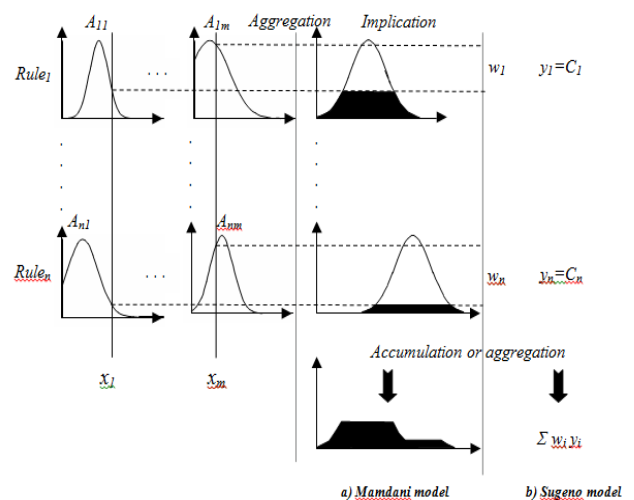 A11 A1m Aggregation Implication
Rule1 ... w1 y1=C1
An1 Anm
Rulen ... wn yn=Cn
Accumulation or aggregation
x1 xm
Σ wi yi
a) Mamdani model b) Sugeno model